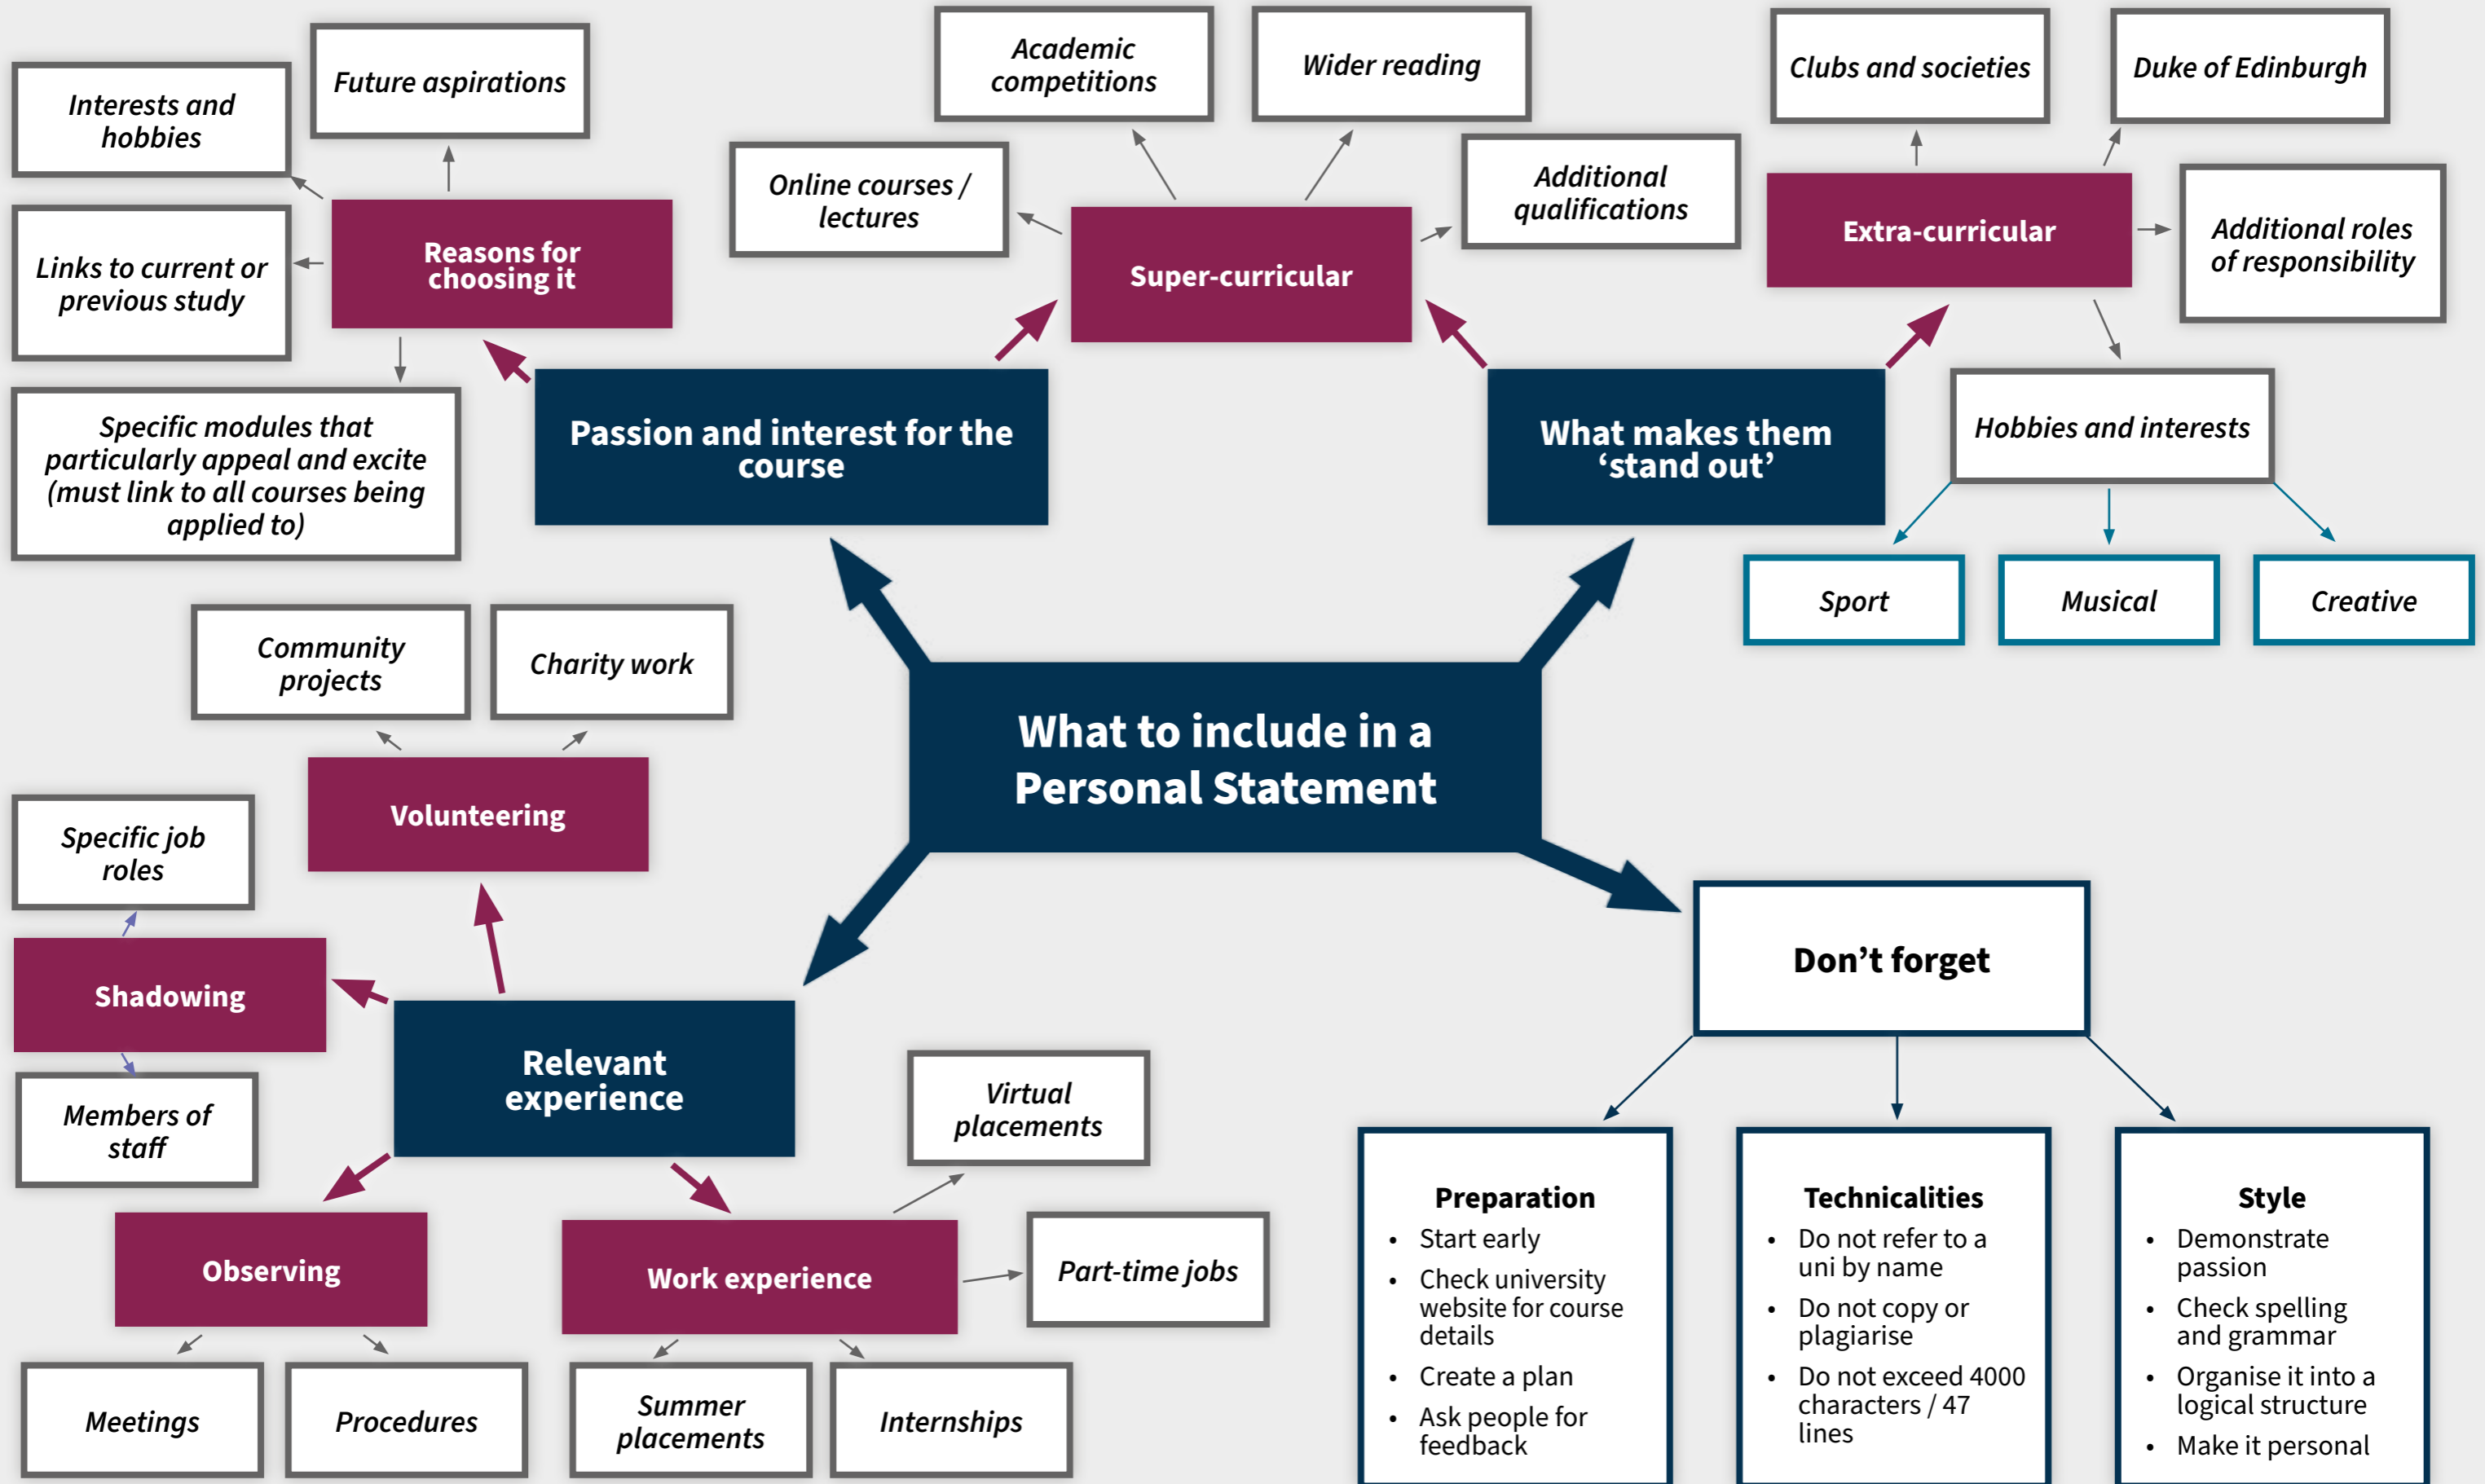 Interests and
hobbies
Future aspirations
Links to current or
previous study
Reasons for
choosing it
Specific modules that
particularly appeal and excite
(must link to all courses being
applied to)
Passion and interest for the
course
Online courses /
lectures
Academic
competitions
Wider reading
Additional
qualifications
Super-curricular
Clubs and societies
Duke of Edinburgh
Extra-curricular
Additional roles
of responsibility
What makes them
‘stand out’
Hobbies and interests
Sport
Musical
Creative
What to include in a
Personal Statement
Community
projects
Charity work
Volunteering
Specific job
roles
Shadowing
Members of
staff
Relevant
experience
Observing
Meetings
Procedures
Work experience
Virtual
placements
Part-time jobs
Summer
placements
Internships
Don’t forget
Preparation
• Start early
• Check university
website for course
details
• Create a plan
• Ask people for
feedback
Technicalities
• Do not refer to a
uni by name
• Do not copy or
plagiarise
• Do not exceed 4000
characters / 47
lines
Style
• Demonstrate
passion
• Check spelling
and grammar
• Organise it into a
logical structure
• Make it personal